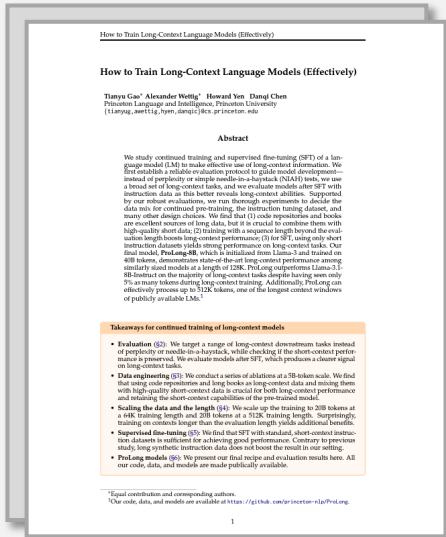 How to Train Long-Context Language Models (Effectively)
How to Train Long-Context Language Models (Effectively)
Tianyu Gao* Alexander Wettig* Howard Yen Danqi Chen
Princeton Language and Intelligence, Princeton University
{tianyug,awettig,hyen,danqic}@cs.princeton.edu
Abstract
We study continued training and supervised fine-tuning (SFT) of a lan-
guage model (LM) to make effective use of long-context information. We
first establish a reliable evaluation protocol to guide model development—
instead of perplexity or simple needle-in-a-haystack (NIAH) tests, we use
a broad set of long-context tasks, and we evaluate models after SFT with
instruction data as this better reveals long-context abilities. Supported
by our robust evaluations, we run thorough experiments to decide the
data mix for continued pre-training, the instruction tuning dataset, and
many other design choices. We find that (1) code repositories and books
are excellent sources of long data, but it is crucial to combine them with
high-quality short data; (2) training with a sequence length beyond the eval-
uation length boosts long-context performance; (3) for SFT, using only short
instruction datasets yields strong performance on long-context tasks. Our
final model, ProLong-8B, which is initialized from Llama-3 and trained on
40B tokens, demonstrates state-of-the-art long-context performance among
similarly sized models at a length of 128K. ProLong outperforms Llama-3.1-
8B-Instruct on the majority of long-context tasks despite having seen only
5% as many tokens during long-context training. Additionally, ProLong can
effectively process up to 512K tokens, one of the longest context windows
of publicly available LMs.1
Takeaways for continued training of long-context models
• Evaluation (§2): We target a range of long-context downstream tasks instead
of perplexity or needle-in-a-haystack, while checking if the short-context perfor-
mance is preserved. We evaluate models after SFT, which produces a clearer signal
on long-context tasks.
• Data engineering (§3): We conduct a series of ablations at a 5B-token scale. We find
that using code repositories and long books as long-context data and mixing them
with high-quality short-context data is crucial for both long-context performance
and retaining the short-context capabilities of the pre-trained model.
• Scaling the data and the length (§4): We scale up the training to 20B tokens at
a 64K training length and 20B tokens at a 512K training length. Surprisingly,
training on contexts longer than the evaluation length yields additional benefits.
• Supervised fine-tuning (§5): We find that SFT with standard, short-context instruc-
tion datasets is sufficient for achieving good performance. Contrary to previous
study, long synthetic instruction data does not boost the result in our setting.
• ProLong models (§6): We present our final recipe and evaluation results here. All
our code, data, and models are made publically available.
*Equal contribution and corresponding authors.
1Our code, data, and models are available at https://github.com/princeton-nlp/ProLong.
1